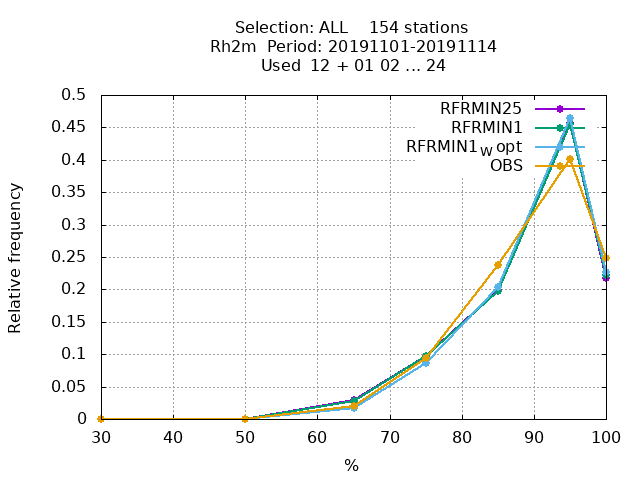 Selection: ALL    154 stations
Rh2m  Period: 20191101-20191114
Used  12 + 01 02 ... 24
0.5
0.45
0.4
0.35
0.3
0.25
0.2
0.15
0.1
0.05
0
Relative frequency
RFRMIN25
RFRMIN1
RFRMIN1w opt
OBS
30 40 50 60 70 80 90 100
%